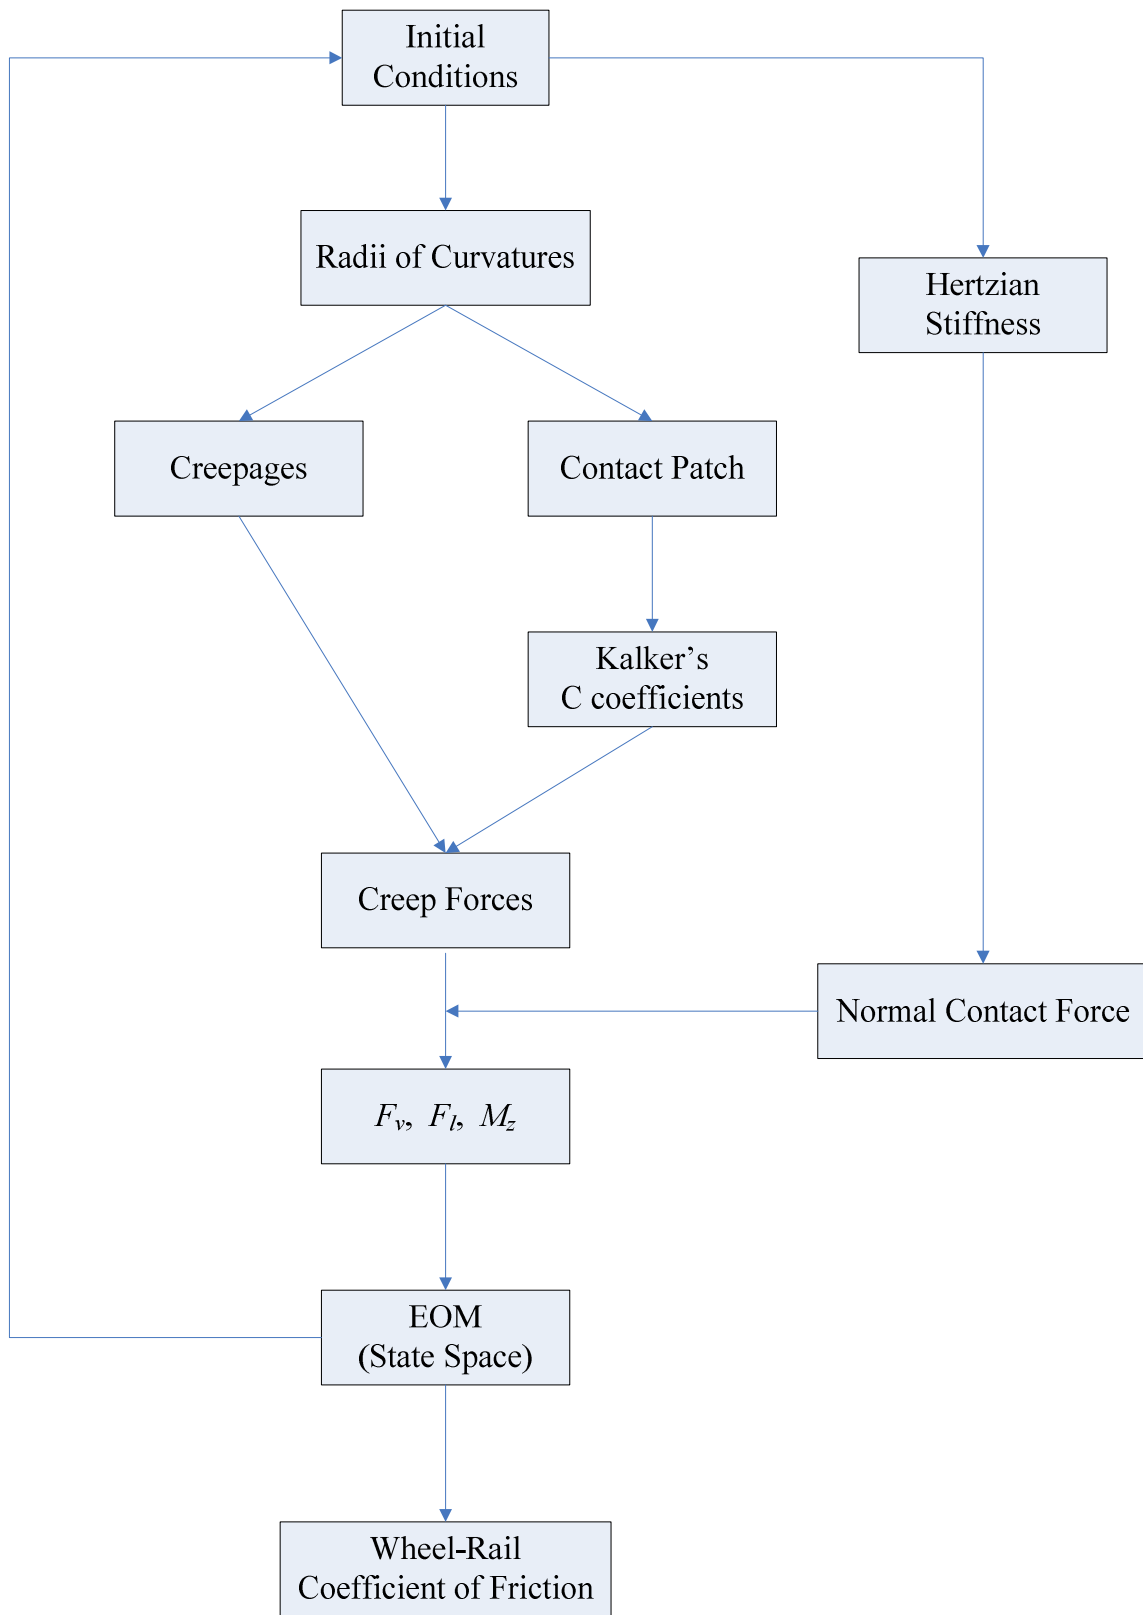 Initial
Conditions
Radii of Curvatures
Hertzian
Stiffness
Creepages
Contact Patch
Kalker’s
C coefficients
Creep Forces
Normal Contact Force
Fv, Fl, Mz
EOM
(State Space)
Wheel-Rail
Coefficient of Friction